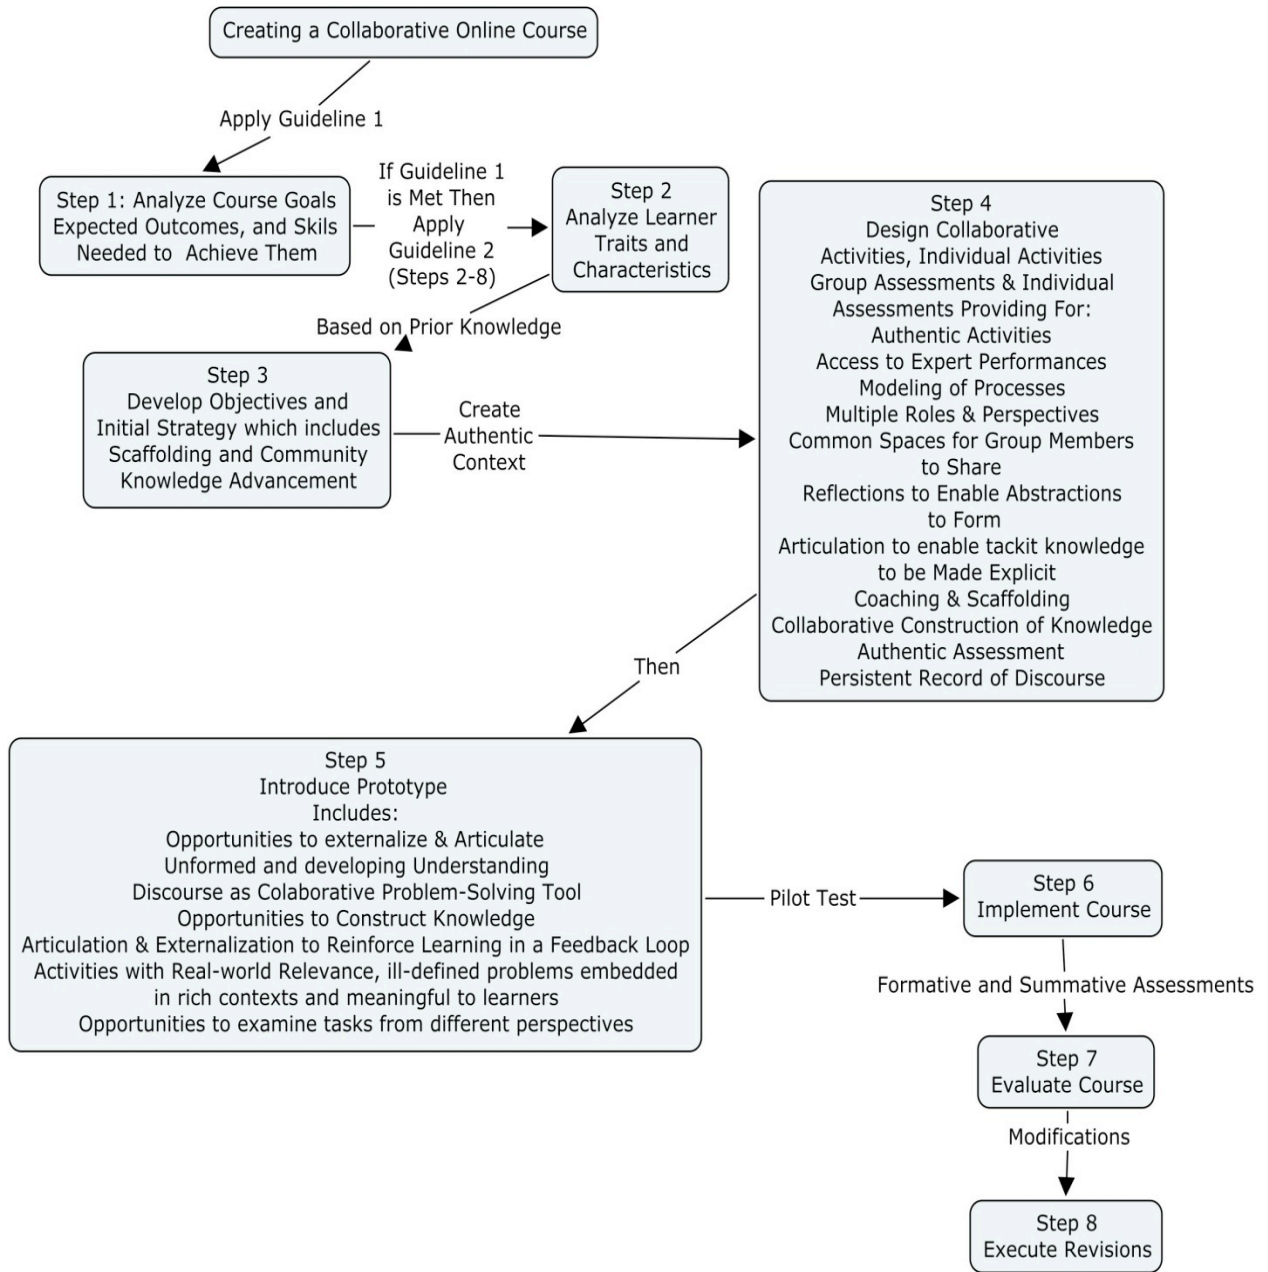 Creating a Collaborative Online Course
Apply Guideline 1
Step 1: Analyze Course Goals
Expected Outcomes, and Skils
Needed to Achieve Them
If Guideline 1
is Met Then
Apply
Guideline 2
(Steps 2-8)
Step 2
Analyze Learner
Traits and
Characteristics
Based on Prior Knowledge
Step 3
Develop Objectives and
Initial Strategy which includes
Scaffolding and Community
Knowledge Advancement
Create
Authentic
Context
Step 4
Design Collaborative
Activities, Individual Activities
Group Assessments & Individual
Assessments Providing For:
Authentic Activities
Access to Expert Performances
Modeling of Processes
Multiple Roles & Perspectives
Common Spaces for Group Members
to Share
Reflections to Enable Abstractions
to Form
Articulation to enable tackit knowledge
to be Made Explicit
Coaching & Scaffolding
Collaborative Construction of Knowledge
Authentic Assessment
Persistent Record of Discourse
Then
Step 5
Introduce Prototype
Includes:
Opportunities to externalize & Articulate
Unformed and developing Understanding
Discourse as Colaborative Problem-Solving Tool
Opportunities to Construct Knowledge
Articulation & Externalization to Reinforce Learning in a Feedback Loop
Activities with Real-world Relevance, ill-defined problems embedded
in rich contexts and meaningful to learners
Opportunities to examine tasks from different perspectives
Pilot Test
Step 6
Implement Course
Formative and Summative Assessments
Step 7
Evaluate Course
Modifications
Step 8
Execute Revisions